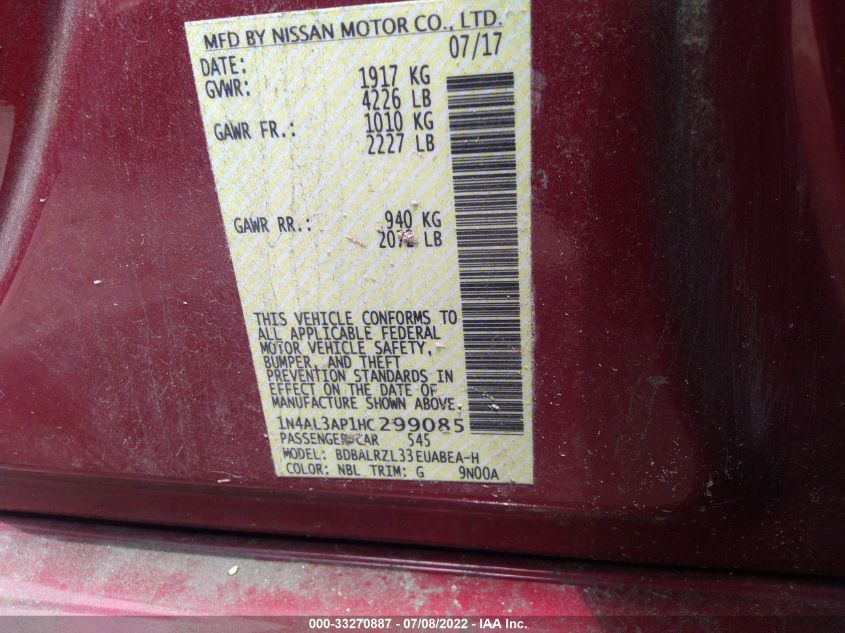 MFD BY NISSAN MOTOR CO., LTD.
DATE: 07/17
GVWR: 1917 KG
4226 LB
GAWR FR.: 1010 KG
2227 LB
GAWR RR.: 940 KG
2072 LB
THIS VEHICLE CONFORMS TO
ALL APPLICABLE FEDERAL
MOTOR VEHICLE SAFETY,
BUMPER, AND THEFT
PREVENTION STANDARDS IN
EFFECT ON THE DATE OF
MANUFACTURE SHOWN ABOVE.
1N4AL3AP1HC299085
PASSENGER CAR 545
MODEL: BDBALRZL33EUABEA-H
COLOR: NBL TRIM: G 9N00A
000-33270887 - 07/08/2022 - IAA Inc.